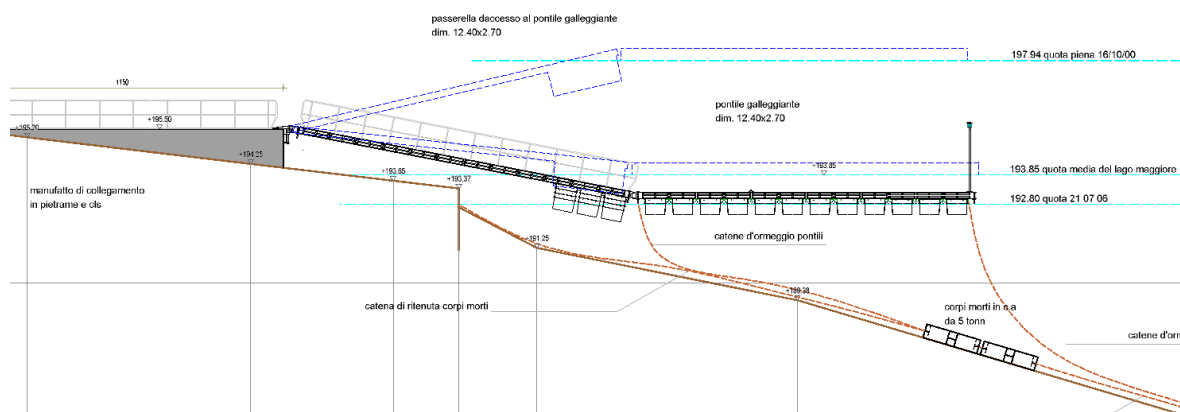 passerella daccesso al pontile galleggiante
dim. 12.40x2.70
197.94 quota piena 16/10/00
1150
pontile galleggiante
dim. 12.40x2.70
+195.50
+195.20
+194.25
+193.65
+193.37
+193.85
193.85 quota media del lago maggiore
manufatto di collegamento
in pietrame e cls
192.80 quota 21 07 06
catene d'ormeggio pontili
+191.25
catena di ritenuta corpi morti
corpi morti in c.a
da 5 tonn
catene d'orm